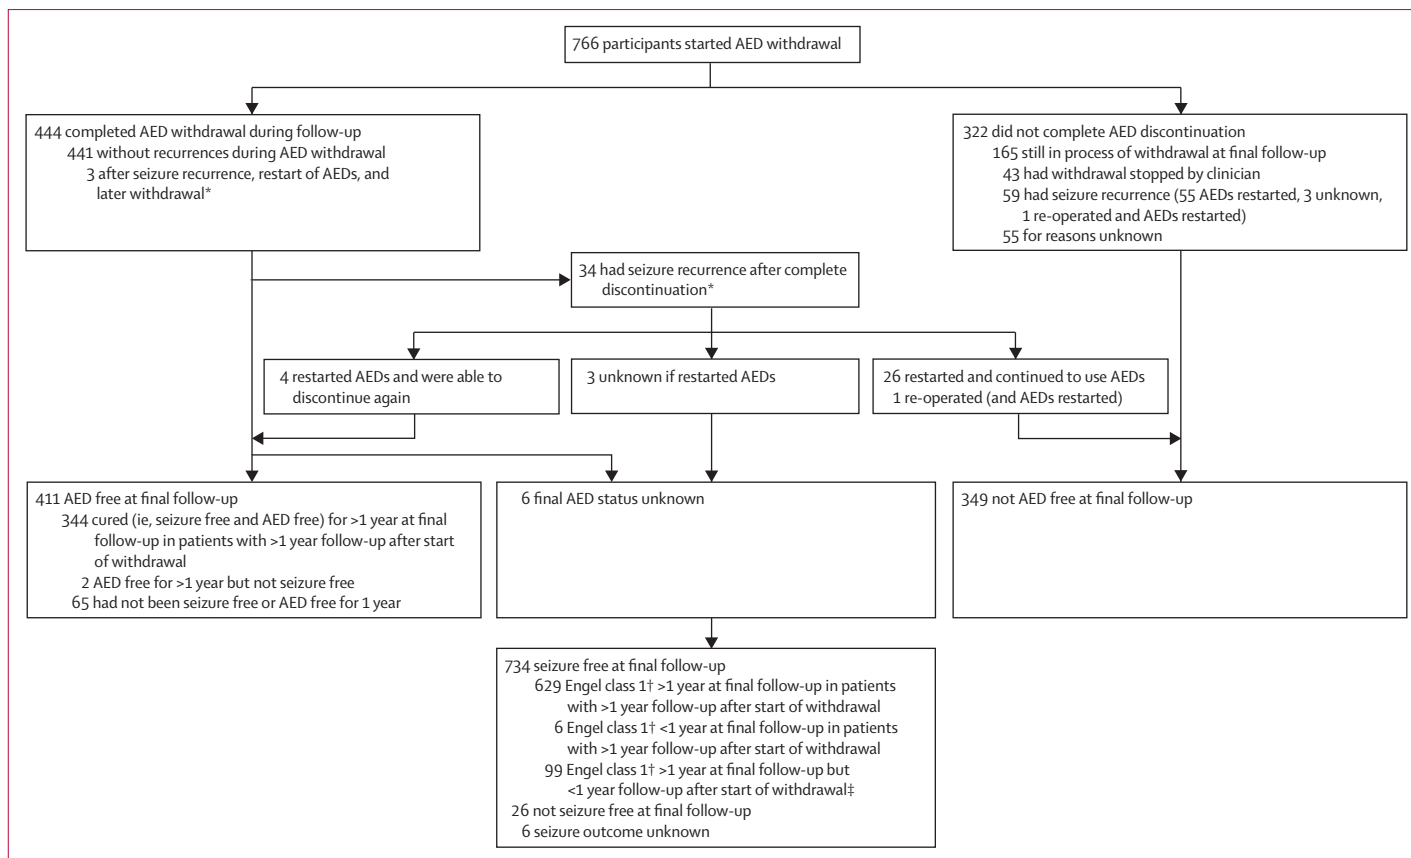 766 participants started AED withdrawal
444 completed AED withdrawal during follow-up
441 without recurrences during AED withdrawal
3 after seizure recurrence, restart of AEDs, and
later withdrawal*
322 did not complete AED discontinuation
165 still in process of withdrawal at final follow-up
43 had withdrawal stopped by clinician
59 had seizure recurrence (55 AEDs restarted, 3 unknown,
1 re-operated and AEDs restarted)
55 for reasons unknown
34 had seizure recurrence after complete
discontinuation*
4 restarted AEDs and were able to
discontinue again
3 unknown if restarted AEDs
26 restarted and continued to use AEDs
1 re-operated (and AEDs restarted)
411 AED free at final follow-up
344 cured (ie, seizure free and AED free) for >1 year at final
follow-up in patients with >1 year follow-up after start
of withdrawal
2 AED free for >1 year but not seizure free
65 had not been seizure free or AED free for 1 year
6 final AED status unknown
349 not AED free at final follow-up
734 seizure free at final follow-up
629 Engel class 1† >1 year at final follow-up in patients
with >1 year follow-up after start of withdrawal
6 Engel class 1† <1 year at final follow-up in patients
with >1 year follow-up after start of withdrawal
99 Engel class 1† >1 year at final follow-up but
<1 year follow-up after start of withdrawal‡
26 not seizure free at final follow-up
6 seizure outcome unknown